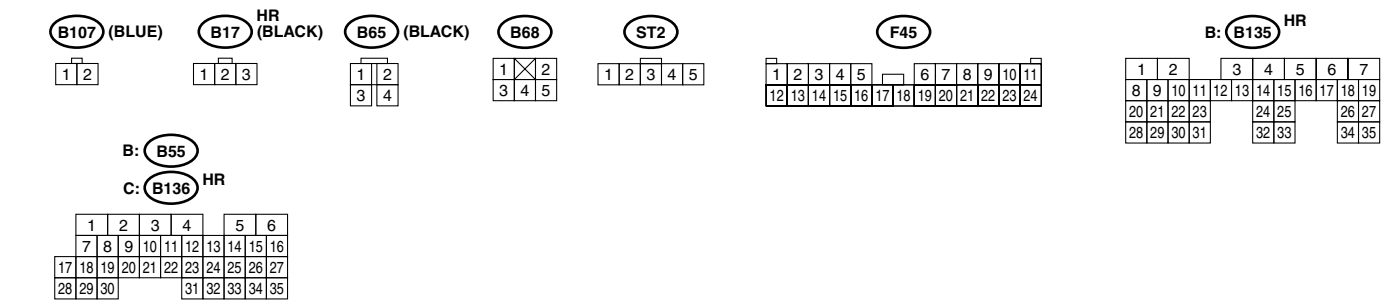 B107 (BLUE)
1 2
B17 HR (BLACK)
1 2 3
B65 (BLACK)
1 2
3 4
B68
1 2
3 4 5
ST2
1 2 3 4 5
F45
1 2 3 4 5 6 7 8 9 10 11
12 13 14 15 16 17 18 19 20 21 22 23 24
B: B135 HR
1 2 3 4 5 6 7
8 9 10 11 12 13 14 15 16 17 18 19
20 21 22 23 24 25 26 27
28 29 30 31 32 33 34 35
B: B55
C: B136 HR
1 2 3 4 5 6
7 8 9 10 11 12 13 14 15 16
17 18 19 20 21 22 23 24 25 26 27
28 29 30 31 32 33 34 35